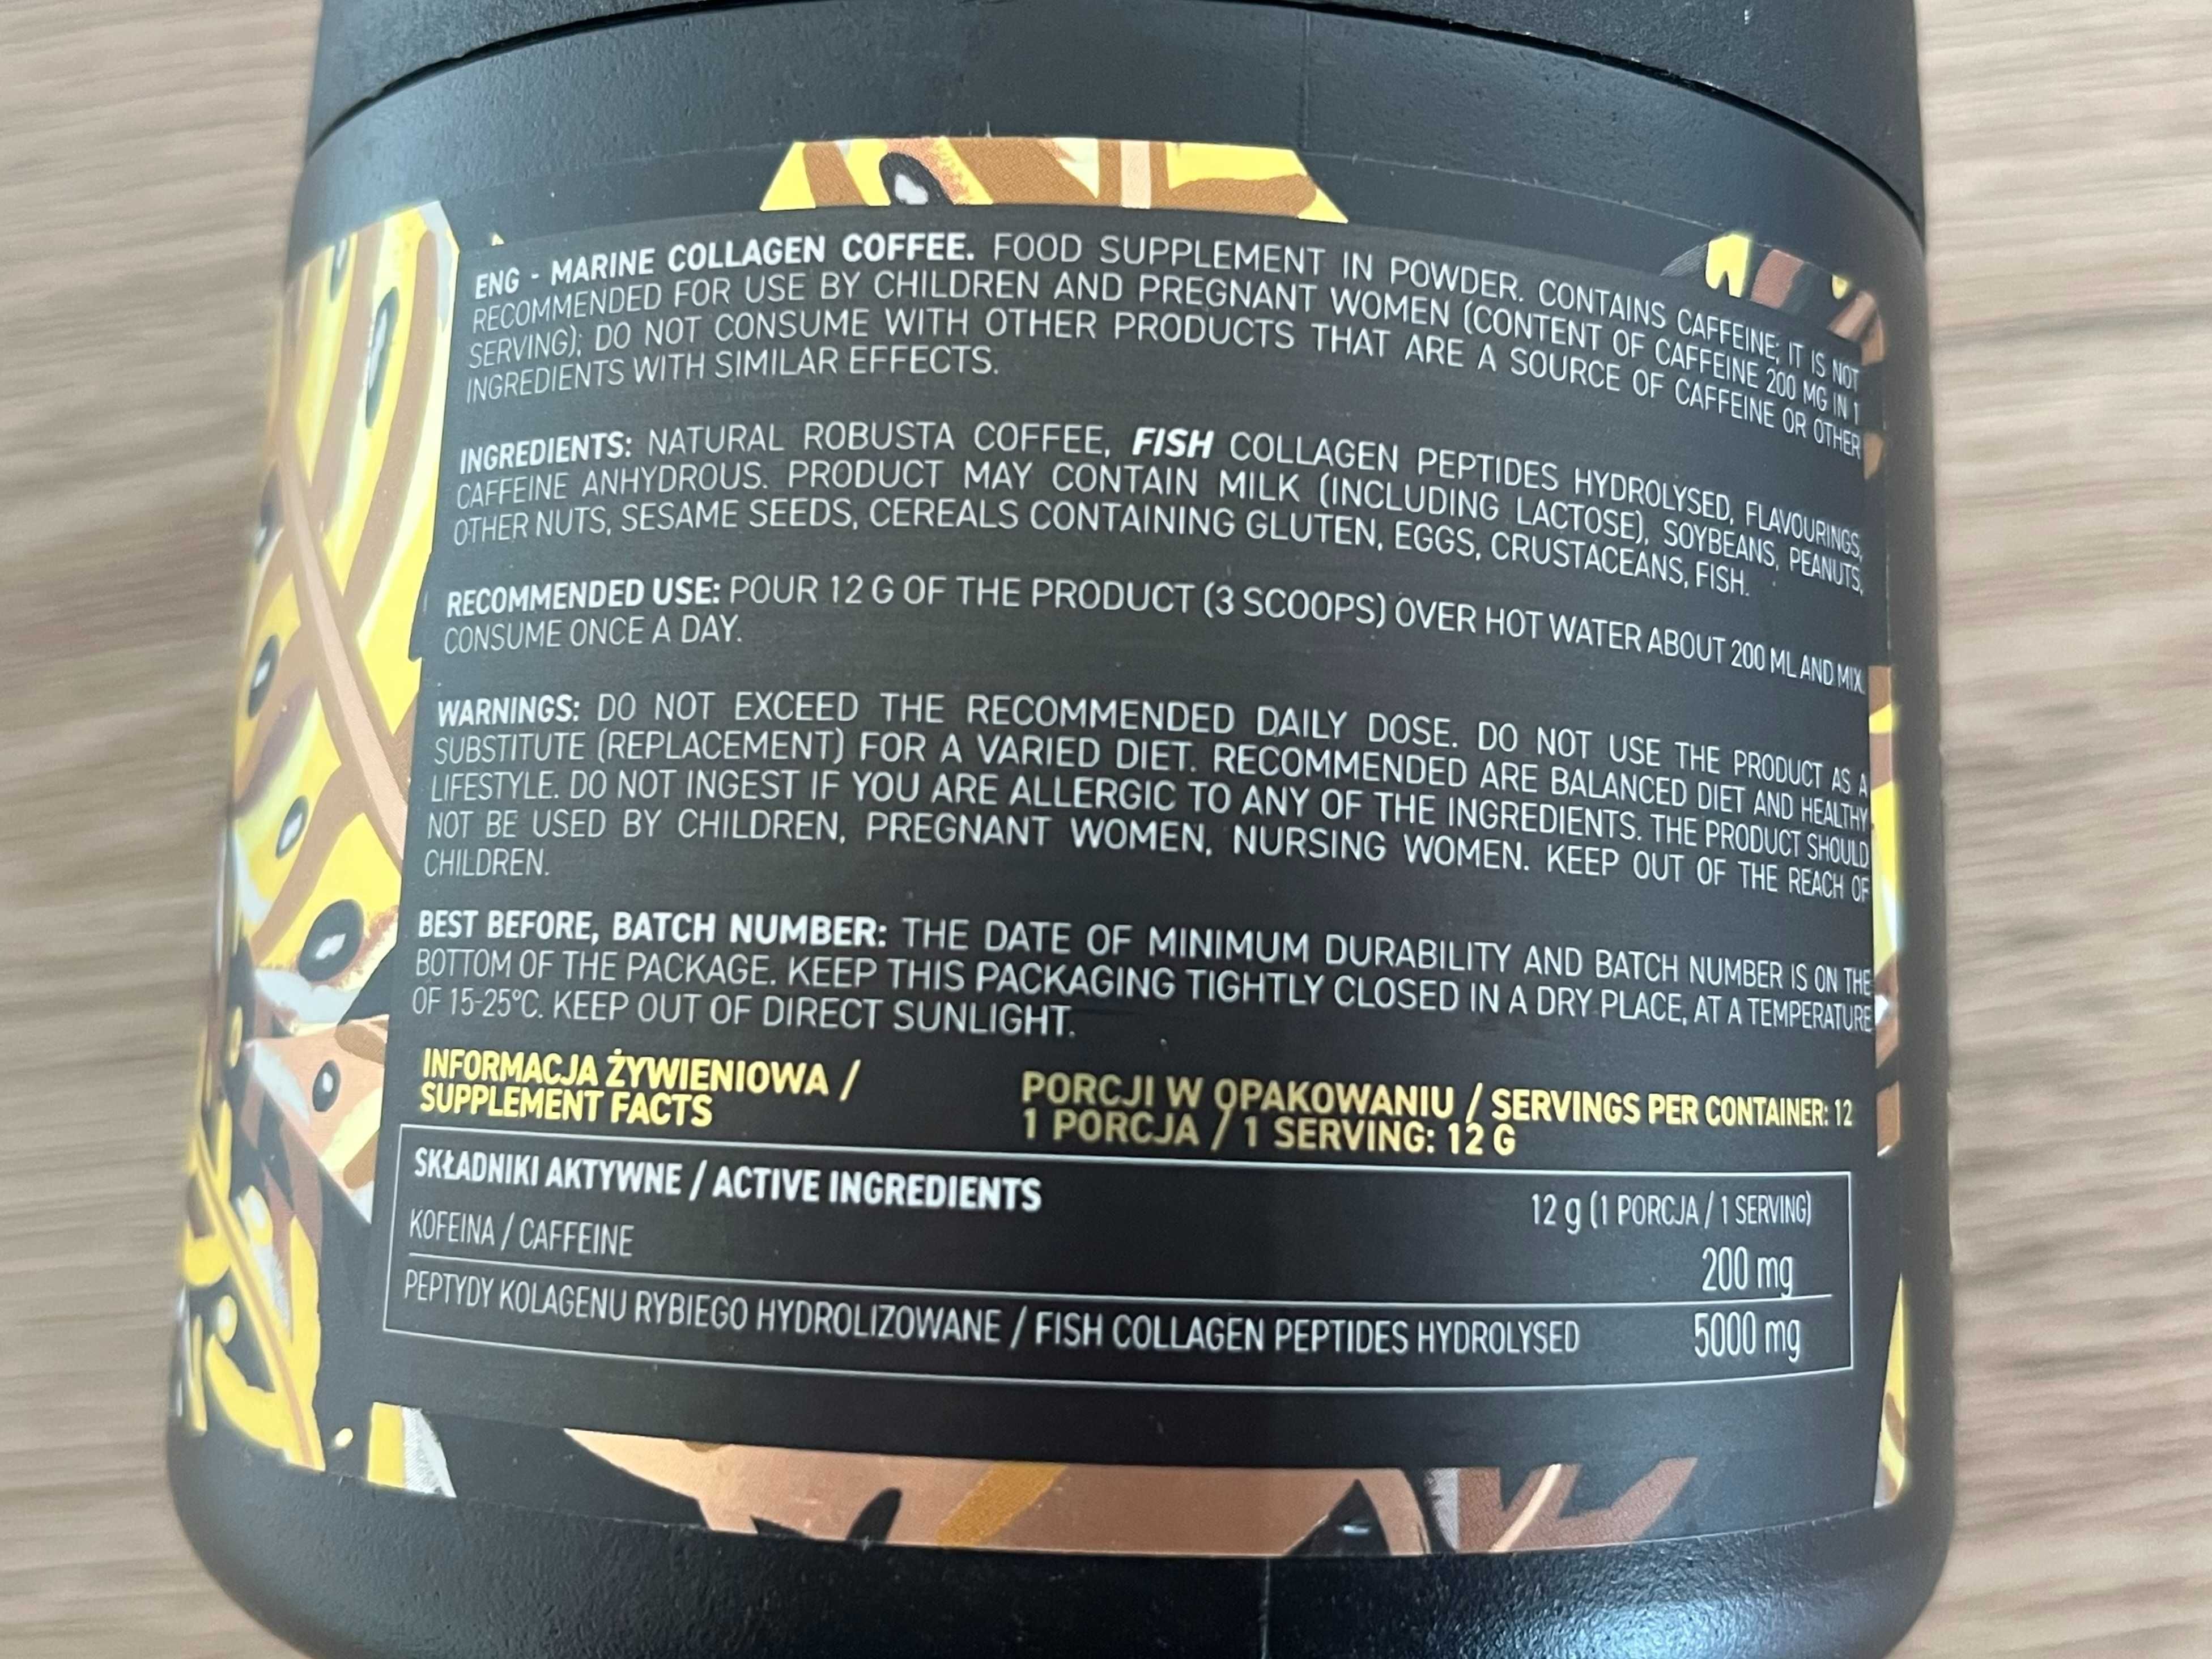 ENG - MARINE COLLAGEN COFFEE. FOOD SUPPLEMENT IN POWDER. CONTAINS CAFFEINE; IT IS NOT
RECOMMENDED FOR USE BY CHILDREN AND PREGNANT WOMEN (CONTENT OF CAFFEINE 200 MG IN 1
SERVING); DO NOT CONSUME WITH OTHER PRODUCTS THAT ARE A SOURCE OF CAFFEINE OR OTHER
INGREDIENTS WITH SIMILAR EFFECTS.
INGREDIENTS: NATURAL ROBUSTA COFFEE, FISH COLLAGEN PEPTIDES HYDROLYSED, FLAVOURINGS,
CAFFEINE ANHYDROUS. PRODUCT MAY CONTAIN MILK (INCLUDING LACTOSE), SOYBEANS, PEANUTS,
OTHER NUTS, SESAME SEEDS, CEREALS CONTAINING GLUTEN, EGGS, CRUSTACEANS, FISH.
RECOMMENDED USE: POUR 12 G OF THE PRODUCT (3 SCOOPS) OVER HOT WATER ABOUT 200 ML AND MIX.
CONSUME ONCE A DAY.
WARNINGS: DO NOT EXCEED THE RECOMMENDED DAILY DOSE. DO NOT USE THE PRODUCT AS A
SUBSTITUTE (REPLACEMENT) FOR A VARIED DIET. RECOMMENDED ARE BALANCED DIET AND HEALTHY
LIFESTYLE. DO NOT INGEST IF YOU ARE ALLERGIC TO ANY OF THE INGREDIENTS. THE PRODUCT SHOULD
NOT BE USED BY CHILDREN, PREGNANT WOMEN, NURSING WOMEN. KEEP OUT OF THE REACH OF
CHILDREN.
BEST BEFORE, BATCH NUMBER: THE DATE OF MINIMUM DURABILITY AND BATCH NUMBER IS ON THE
BOTTOM OF THE PACKAGE. KEEP THIS PACKAGING TIGHTLY CLOSED IN A DRY PLACE, AT A TEMPERATURE
OF 15-25°C. KEEP OUT OF DIRECT SUNLIGHT.
INFORMACJA ŻYWIENIOWA /
SUPPLEMENT FACTS
PORCJI W OPAKOWANIU / SERVINGS PER CONTAINER: 12
1 PORCJA / 1 SERVING: 12 G
SKŁADNIKI AKTYWNE / ACTIVE INGREDIENTS 12 g (1 PORCJA / 1 SERVING)
KOFEINA / CAFFEINE 200 mg
PEPTYDY KOLAGENU RYBIEGO HYDROLIZOWANE / FISH COLLAGEN PEPTIDES HYDROLYSED 5000 mg